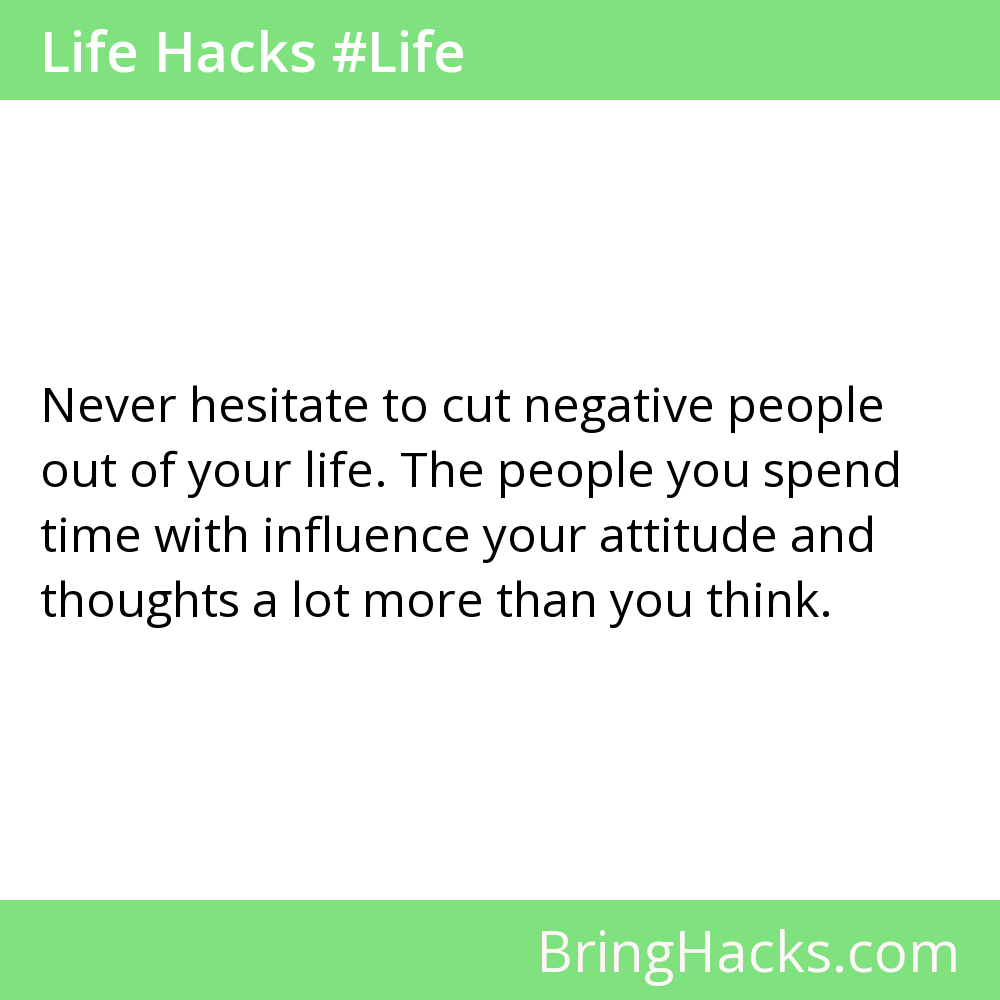 Life Hacks #Life
Never hesitate to cut negative people
out of your life. The people you spend
time with influence your attitude and
thoughts a lot more than you think.
BringHacks.com